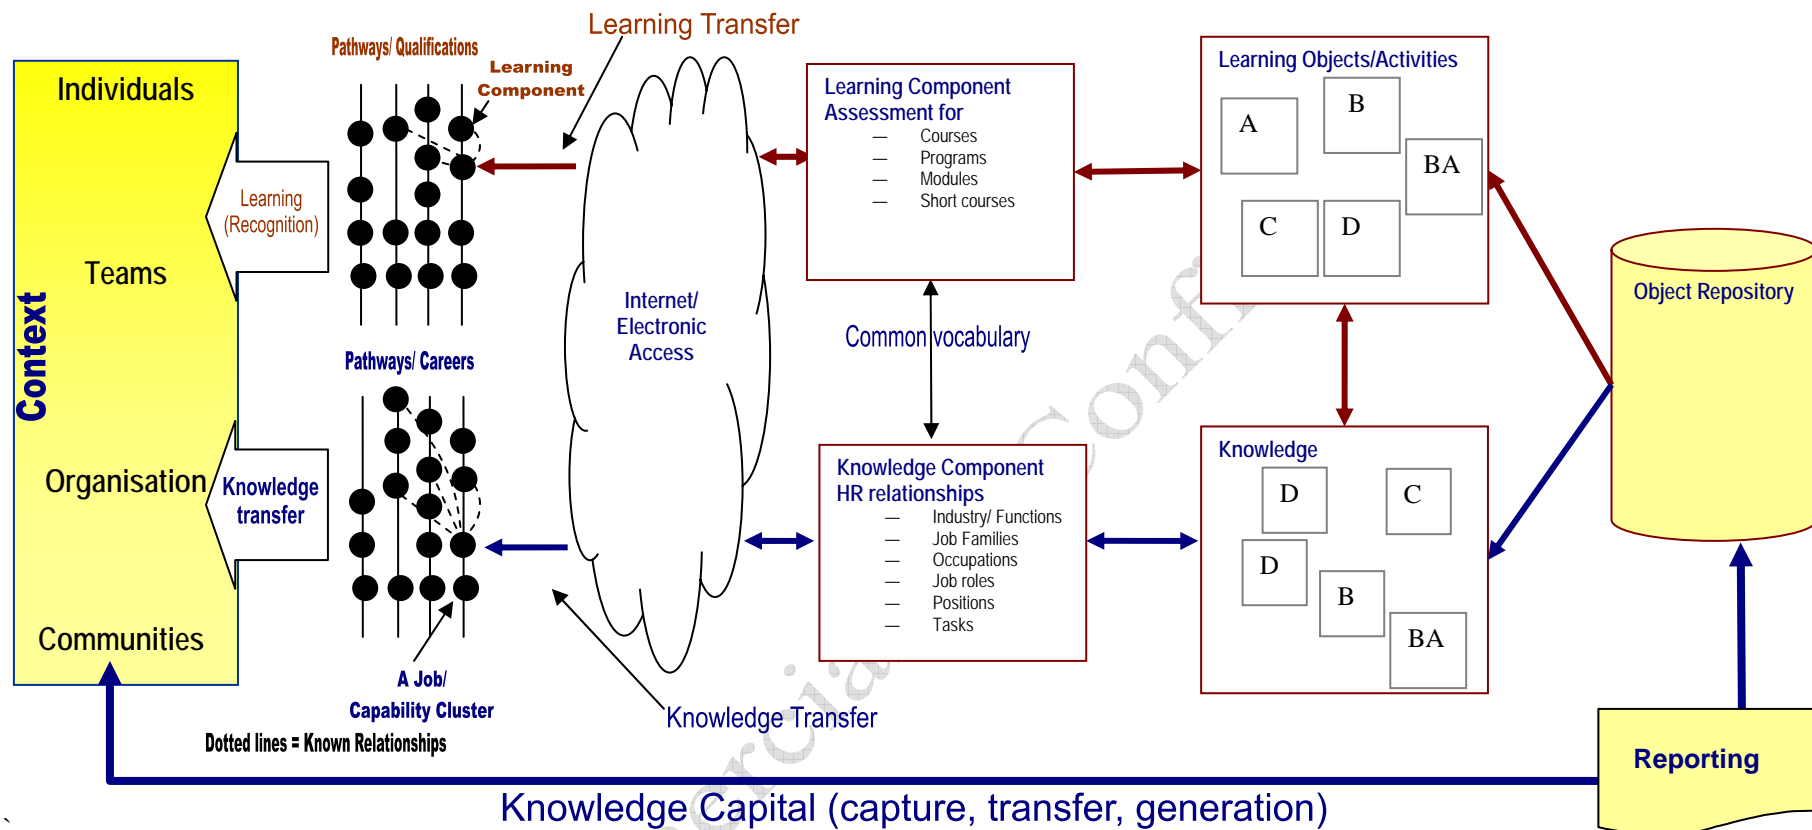 Learning Transfer
Pathways/ Qualifications
Learning
Component
Individuals
Teams
Organisation
Communities
Context
Learning
(Recognition)
Knowledge
transfer
Pathways/ Careers
A Job/
Capability Cluster
Dotted lines = Known Relationships
Internet/
Electronic
Access
Knowledge Transfer
Learning Component
Assessment for
— Courses
— Programs
— Modules
— Short courses
Common vocabulary
Knowledge Component
HR relationships
— Industry/ Functions
— Job Families
— Occupations
— Job roles
— Positions
— Tasks
Learning Objects/Activities
A
B
BA
C
D
Knowledge
D
C
D
B
BA
Object Repository
Reporting
Knowledge Capital (capture, transfer, generation)
`